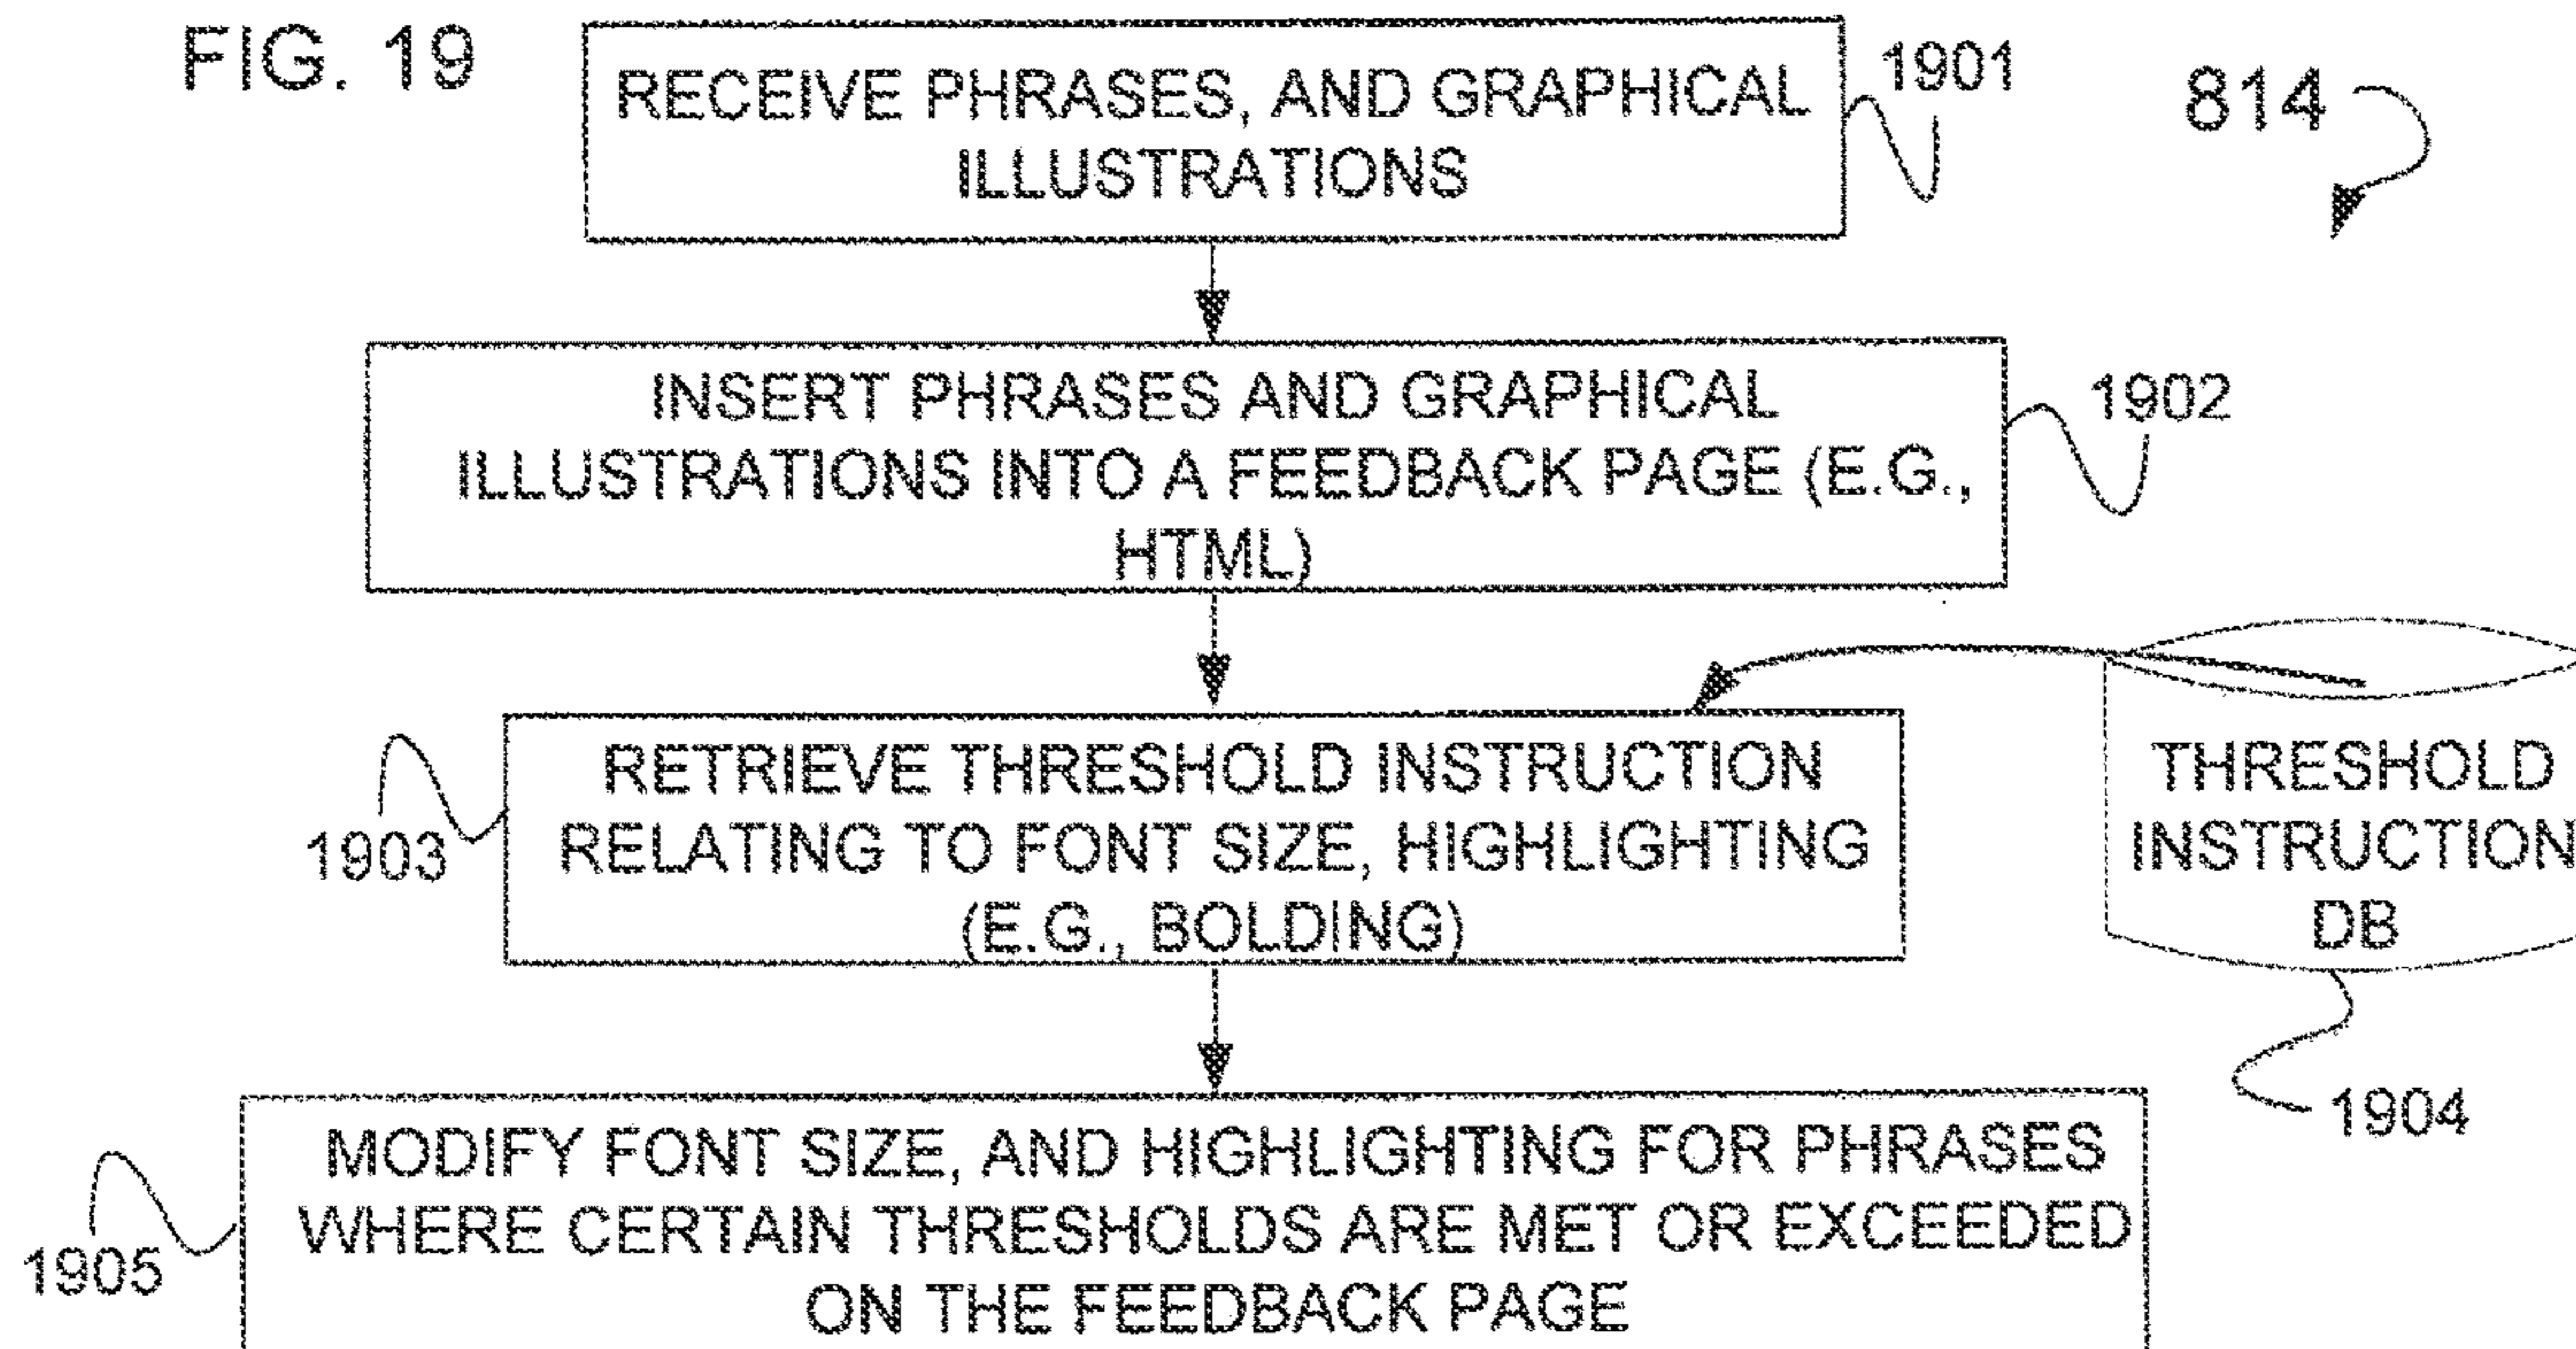 FIG. 19
RECEIVE PHRASES, AND GRAPHICAL
ILLUSTRATIONS
1901
814
INSERT PHRASES AND GRAPHICAL
ILLUSTRATIONS INTO A FEEDBACK PAGE (E.G.,
HTML)
1902
RETRIEVE THRESHOLD INSTRUCTION
RELATING TO FONT SIZE, HIGHLIGHTING
(E.G., BOLDING)
1903
THRESHOLD
INSTRUCTION
DB
1904
MODIFY FONT SIZE, AND HIGHLIGHTING FOR PHRASES
WHERE CERTAIN THRESHOLDS ARE MET OR EXCEEDED
ON THE FEEDBACK PAGE
1905